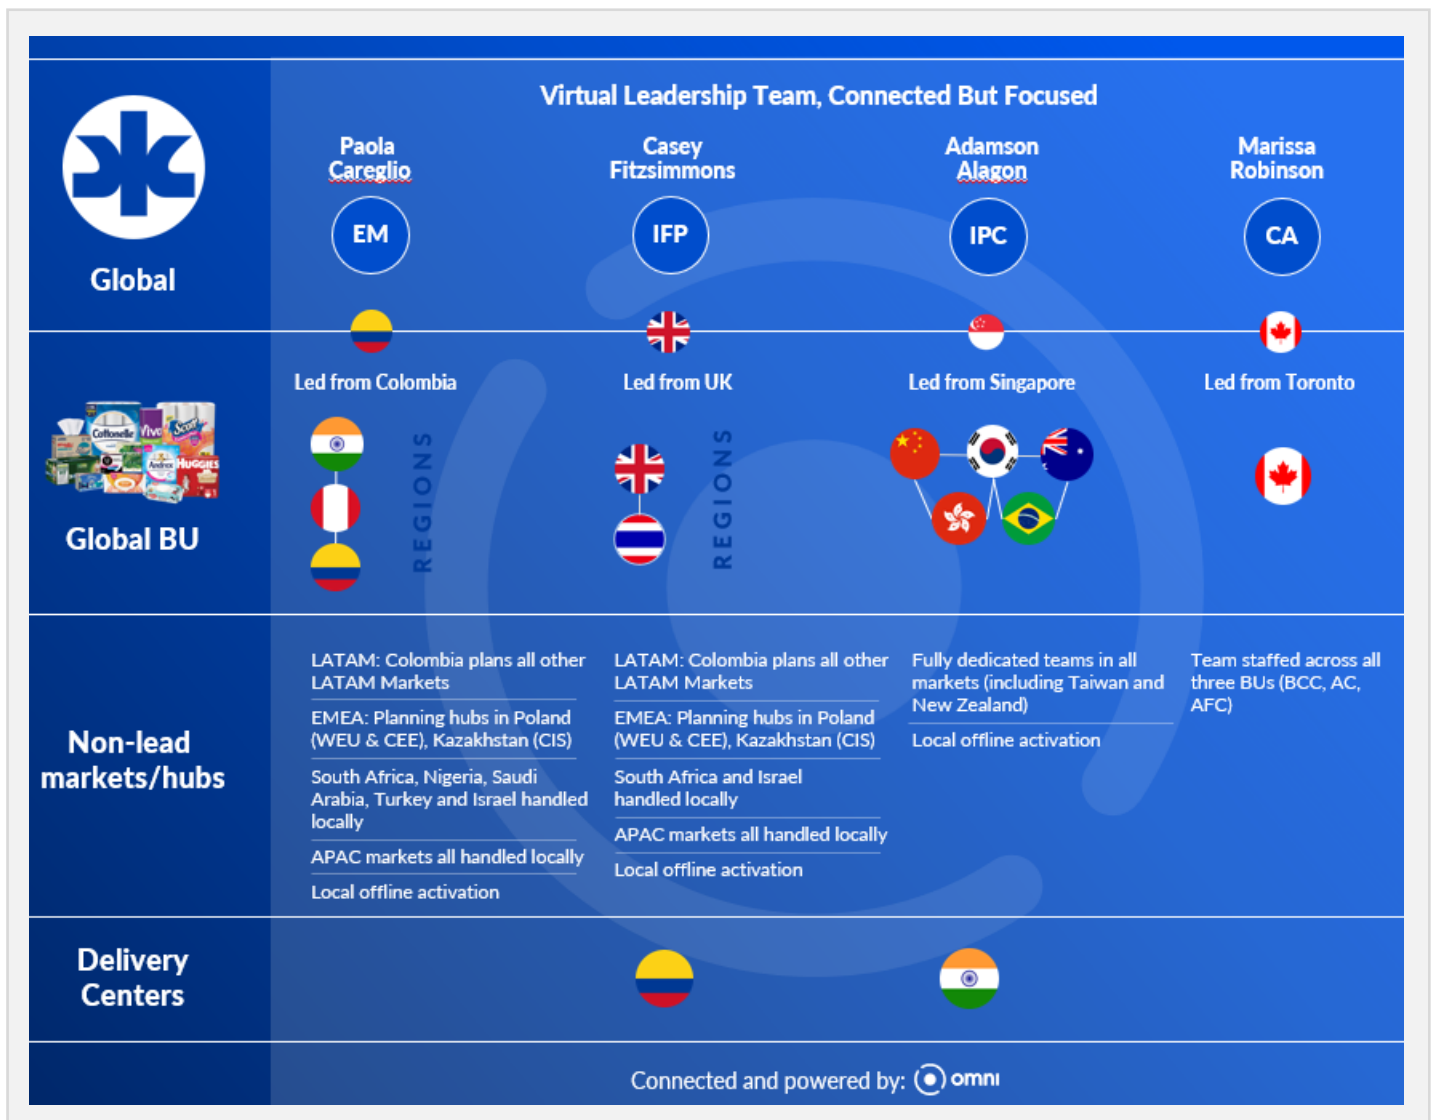 Virtual Leadership Team, Connected But Focused
Paola
Careglio
Casey
Fitzsimmons
Adamson
Alagon
Marissa
Robinson
EM
IFP
IPC
CA
Global
Led from Colombia
Led from UK
Led from Singapore
Led from Toronto
Cottonelle
Viva
Scott
Andrex
HUGGIES
REGIONS
REGIONS
Global BU
Non-lead
markets/hubs
LATAM: Colombia plans all other
LATAM Markets
EMEA: Planning hubs in Poland
(WEU & CEE), Kazakhstan (CIS)
South Africa, Nigeria, Saudi
Arabia, Turkey and Israel handled
locally
APAC markets all handled locally
Local offline activation
LATAM: Colombia plans all other
LATAM Markets
EMEA: Planning hubs in Poland
(WEU & CEE), Kazakhstan (CIS)
South Africa and Israel
handled locally
APAC markets all handled locally
Local offline activation
Fully dedicated teams in all
markets (including Taiwan and
New Zealand)
Local offline activation
Team staffed across all
three BUs (BCC, AC,
AFC)
Delivery
Centers
Connected and powered by: omni